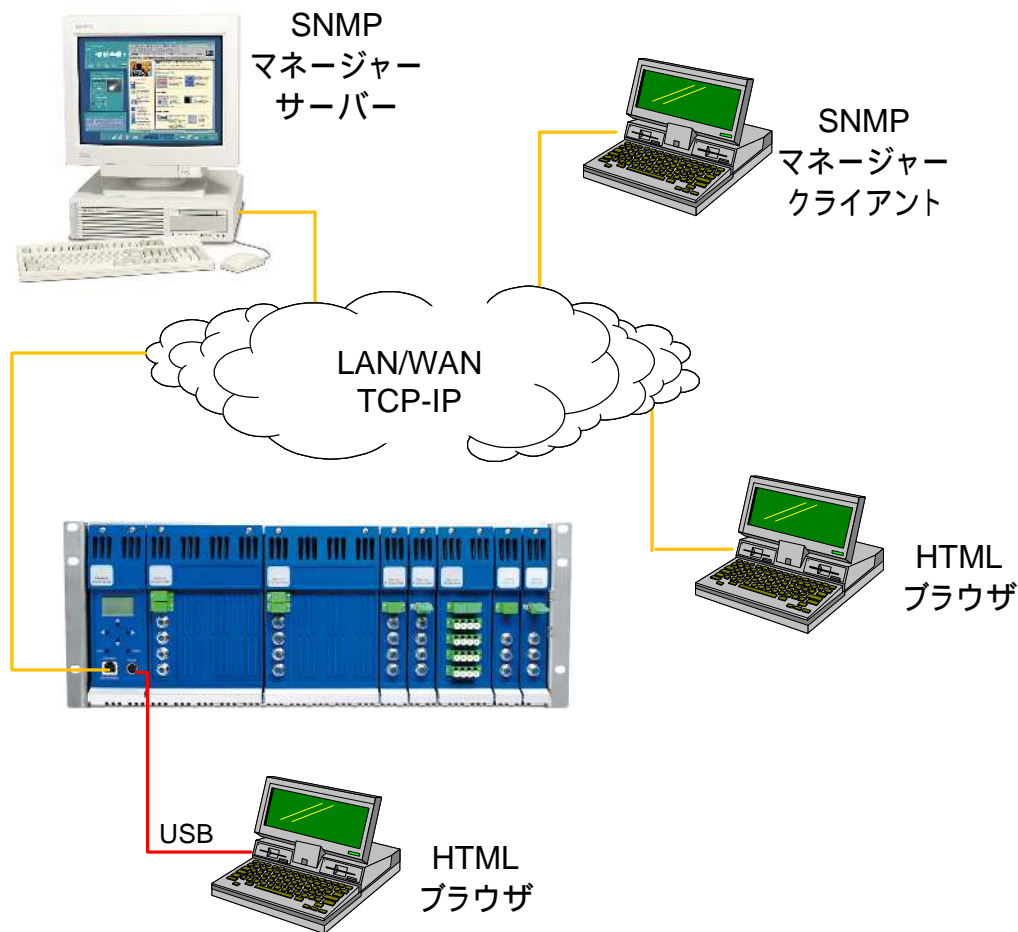 SNMP
マネージャー
サーバー
SNMP
マネージャー
クライアント
LAN/WAN
TCP-IP
HTML
ブラウザ
USB
HTML
ブラウザ